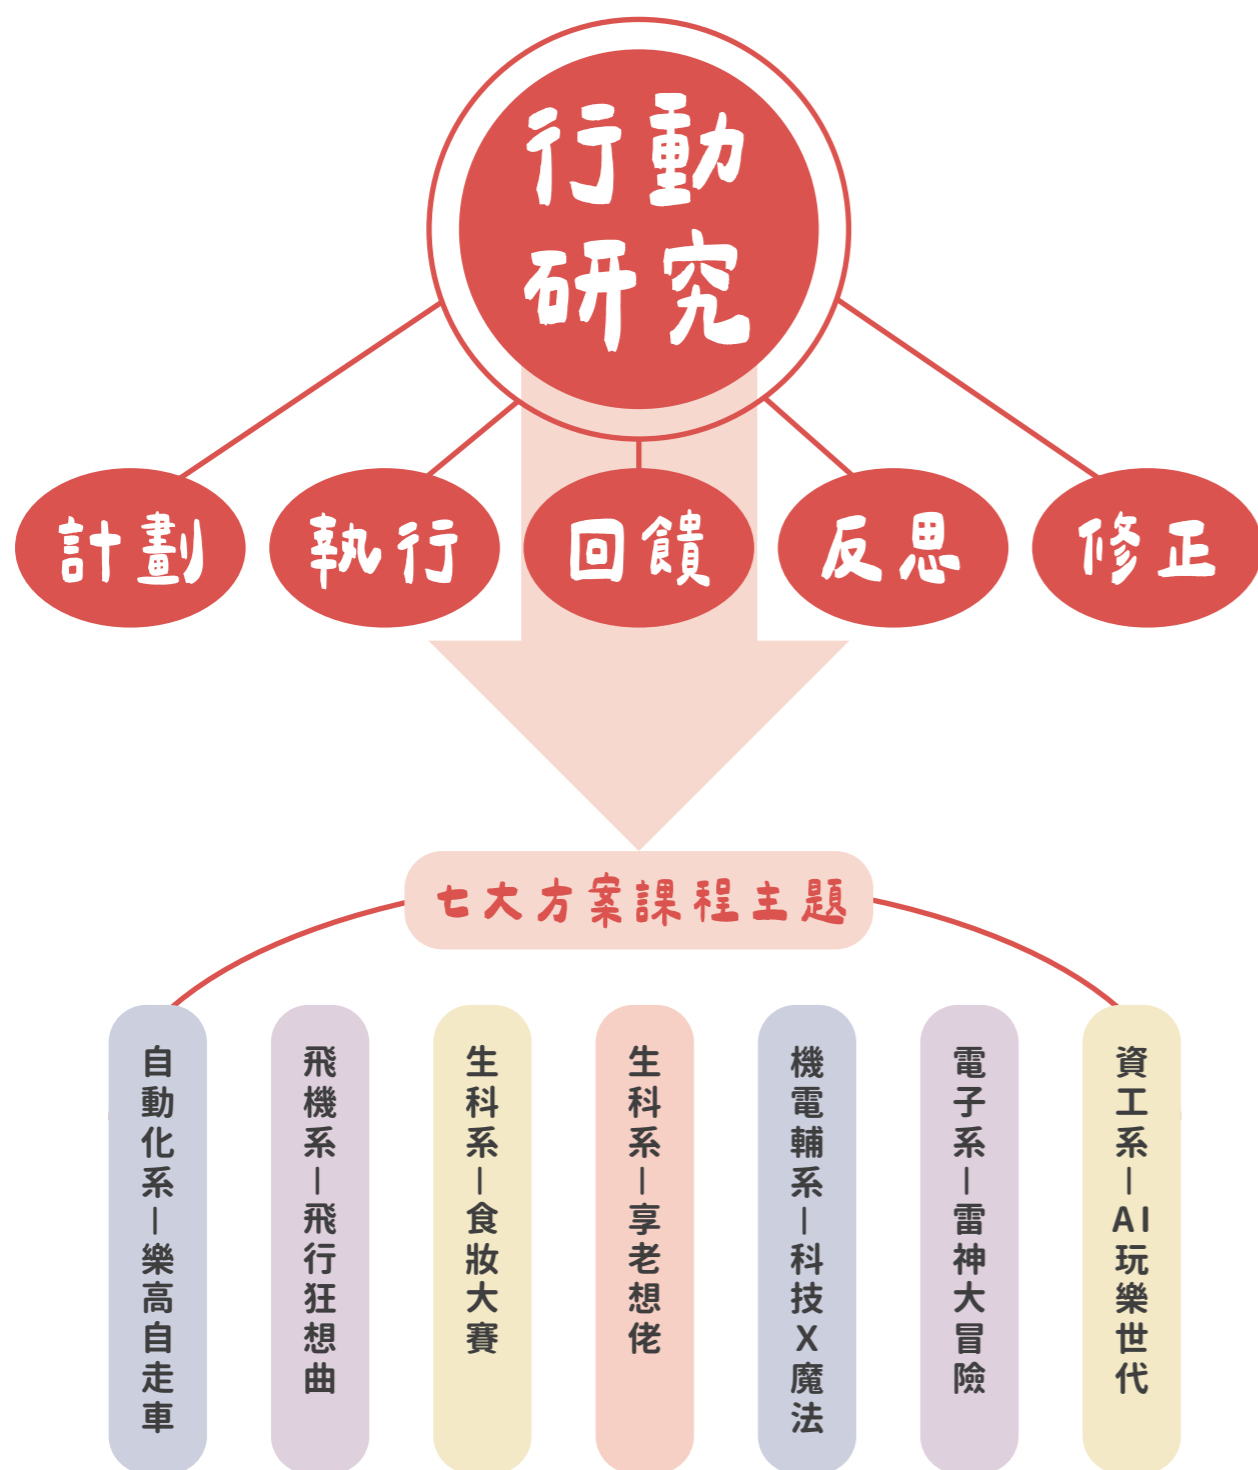 行動
研究
計劃
執行
回饋
反思
修正
七大方案課程主題
自動化系－樂高自走車
飛機系－飛行狂想曲
生科系－食妝大賽
生科系－享老想佬
機電輔系－科技X魔法
電子系－雷神大冒險
資工系－AI玩樂世代